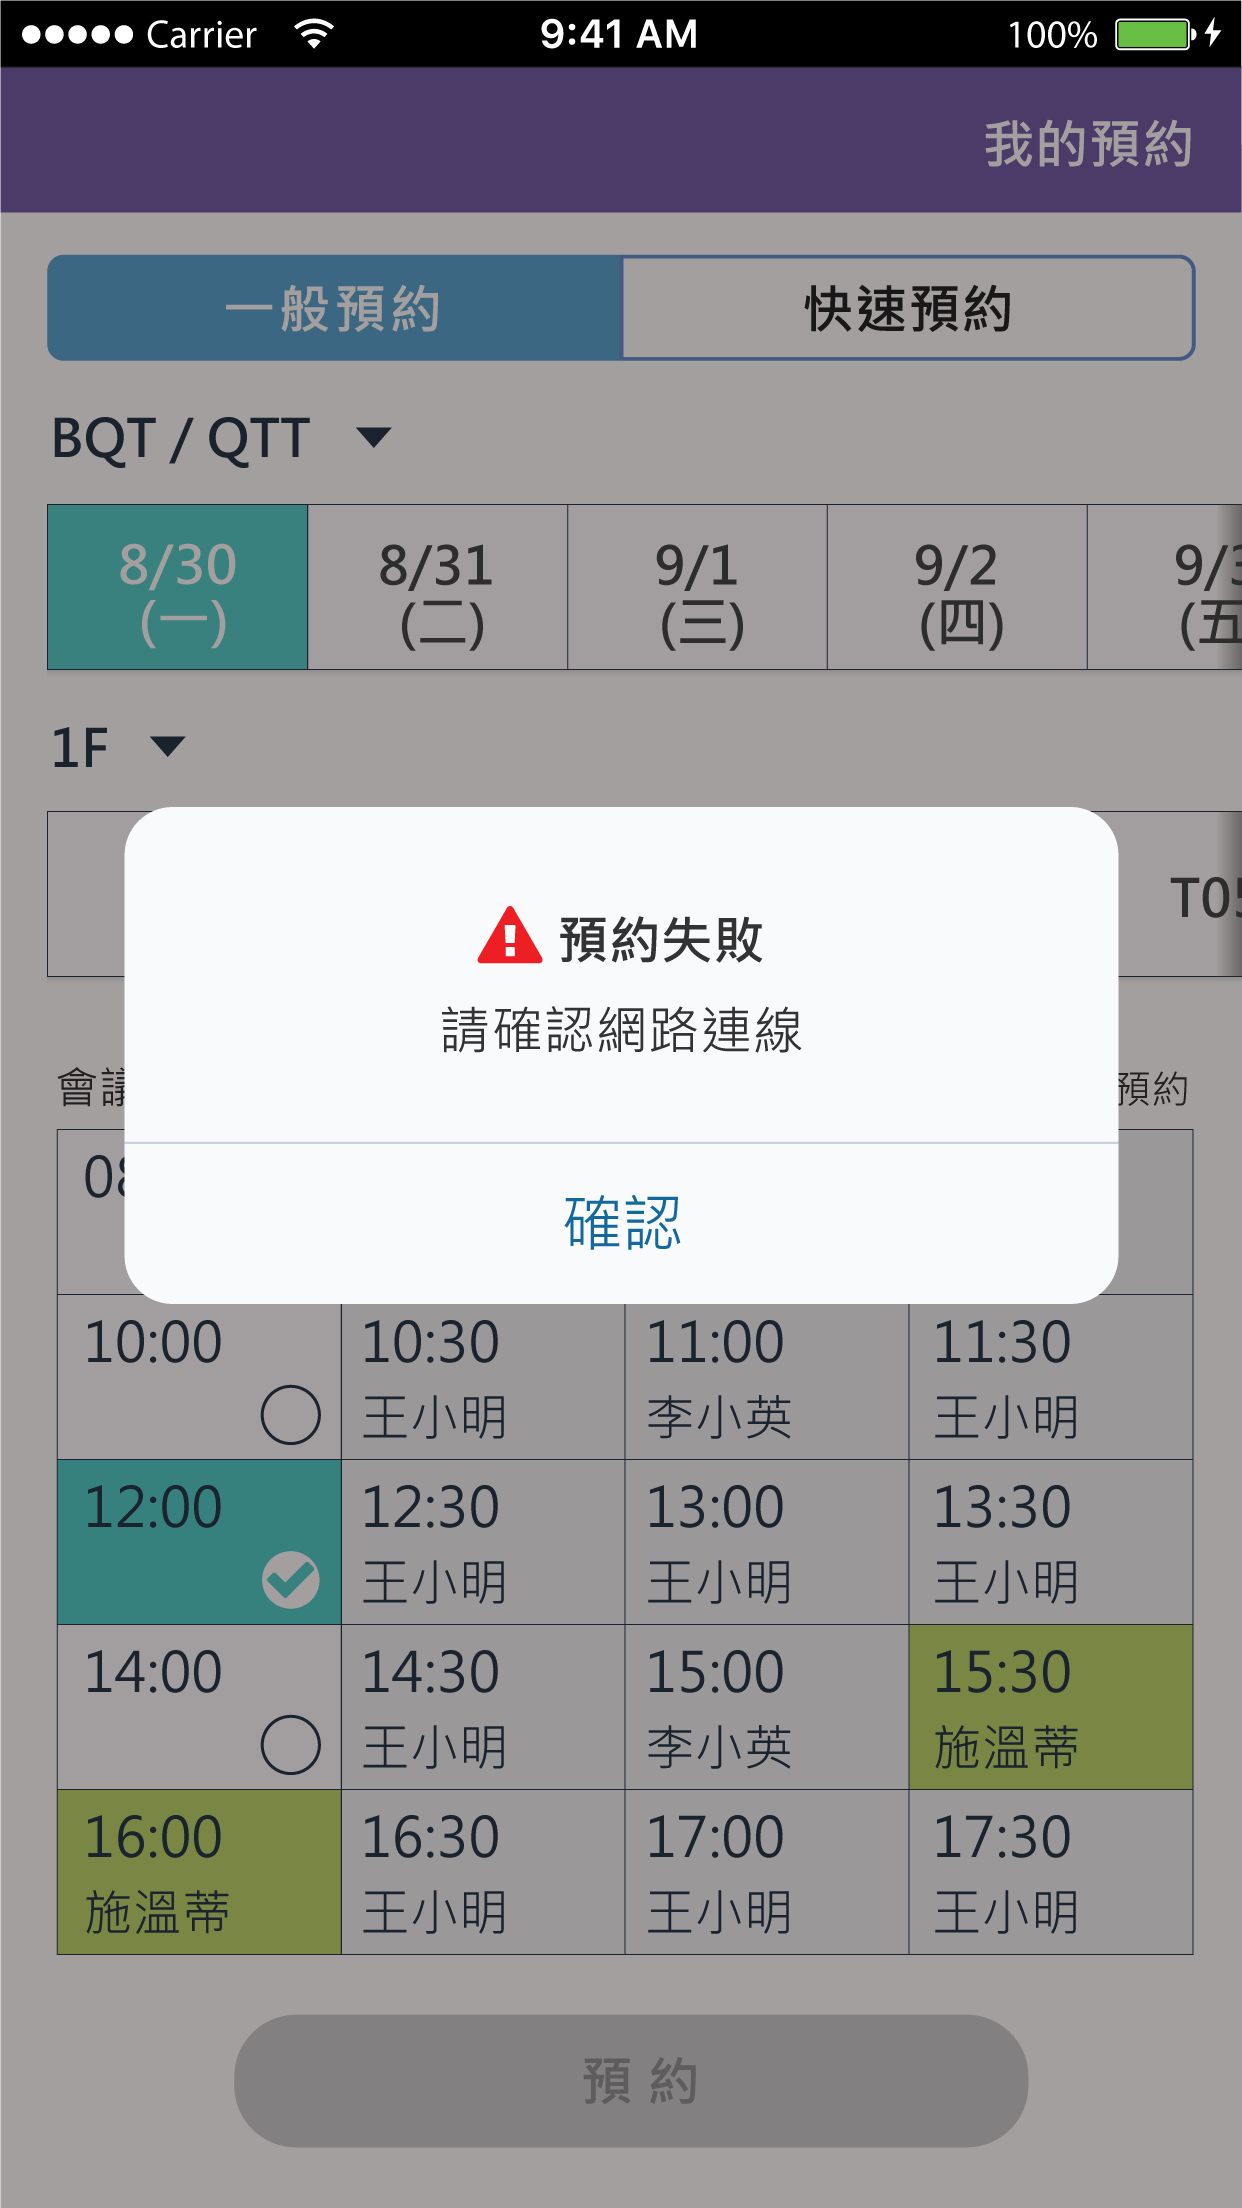 Carrier 9:41 AM 100%
我的預約
一般預約 快速預約
BQT / QTT
8/30 8/31 9/1 9/2 9/3
(一) (二) (三) (四) (五
1F
T05
預約失敗
請確認網路連線
會議 預約
08
確認
10:00 10:30 11:00 11:30
王小明 李小英 王小明
12:00 12:30 13:00 13:30
王小明 王小明 王小明
14:00 14:30 15:00 15:30
王小明 李小英 施溫蒂
16:00 16:30 17:00 17:30
施溫蒂 王小明 王小明 王小明
預約